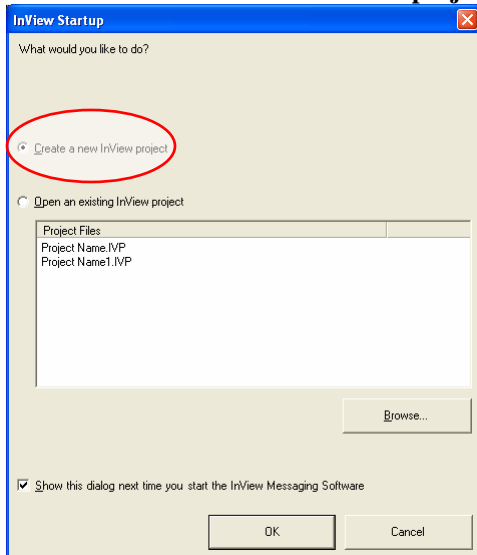 InView Startup
What would you like to do?
Create a new InView project
Open an existing InView project
Project Files
Project Name.IVP
Project Name1.IVP
Browse...
Show this dialog next time you start the InView Messaging Software
OK
Cancel